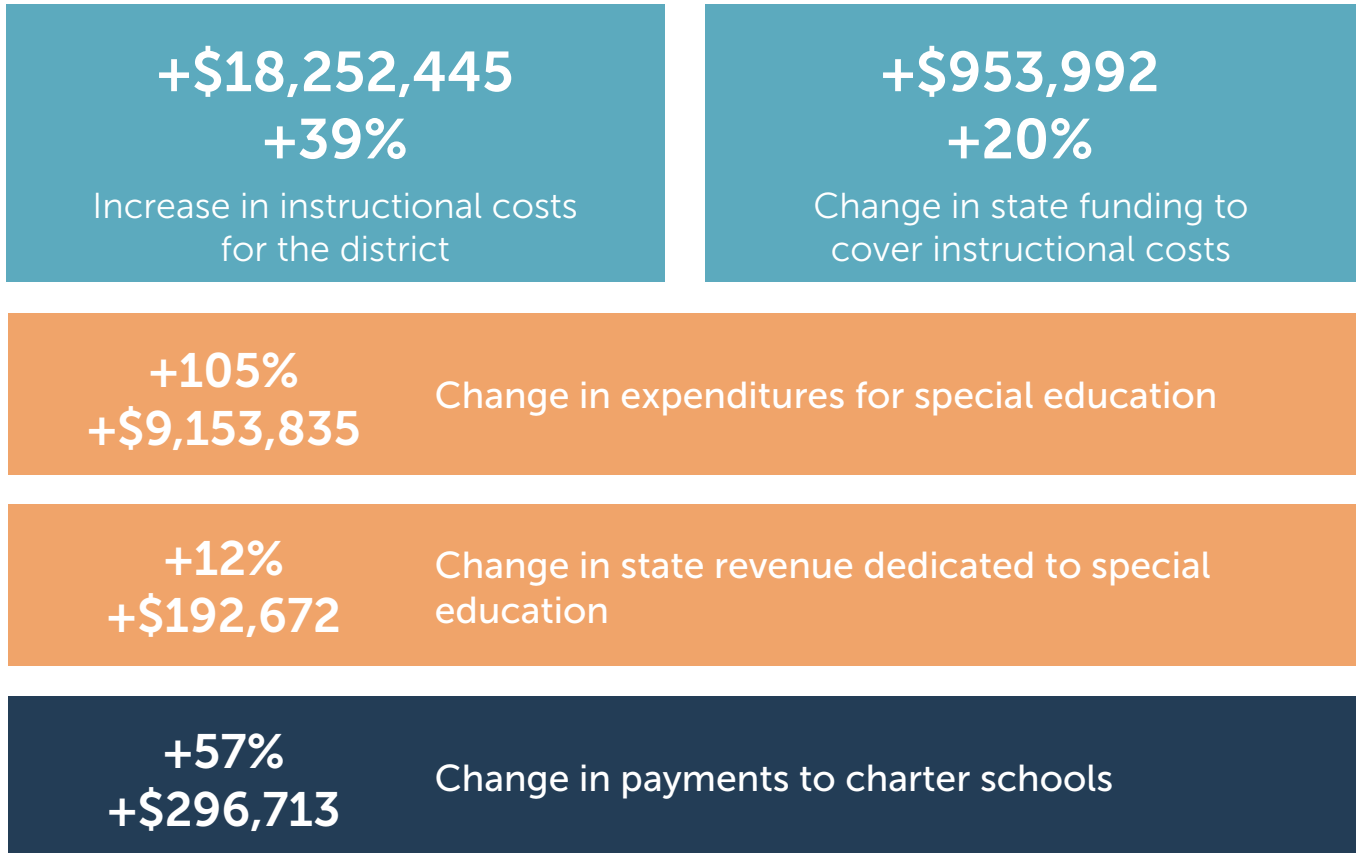 +$18,252,445
+39%
Increase in instructional costs
for the district
+$953,992
+20%
Change in state funding to
cover instructional costs
+105%
+$9,153,835
Change in expenditures for special education
+12%
+$192,672
Change in state revenue dedicated to special
education
+57%
+$296,713
Change in payments to charter schools